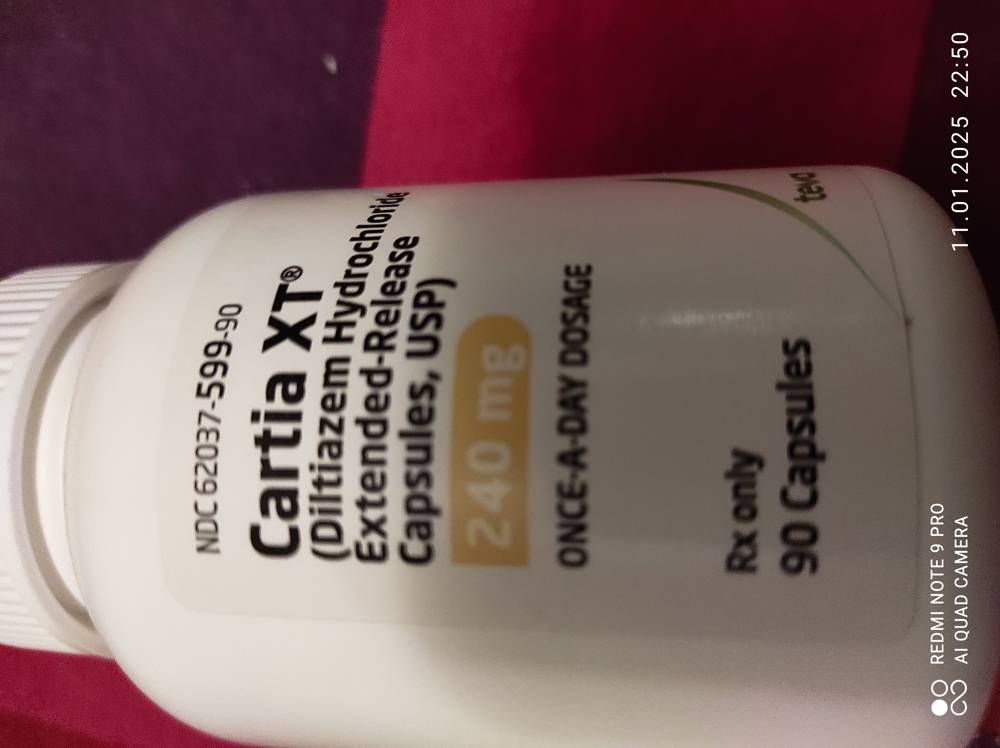 NDC 62037-599-90
Cartia XT®
(Diltiazem Hydrochloride
Extended-Release
Capsules, USP)
240 mg
ONCE-A-DAY DOSAGE
Rx only
90 Capsules
teva
REDMI NOTE 9 PRO
AI QUAD CAMERA
11.01.2025 22:50